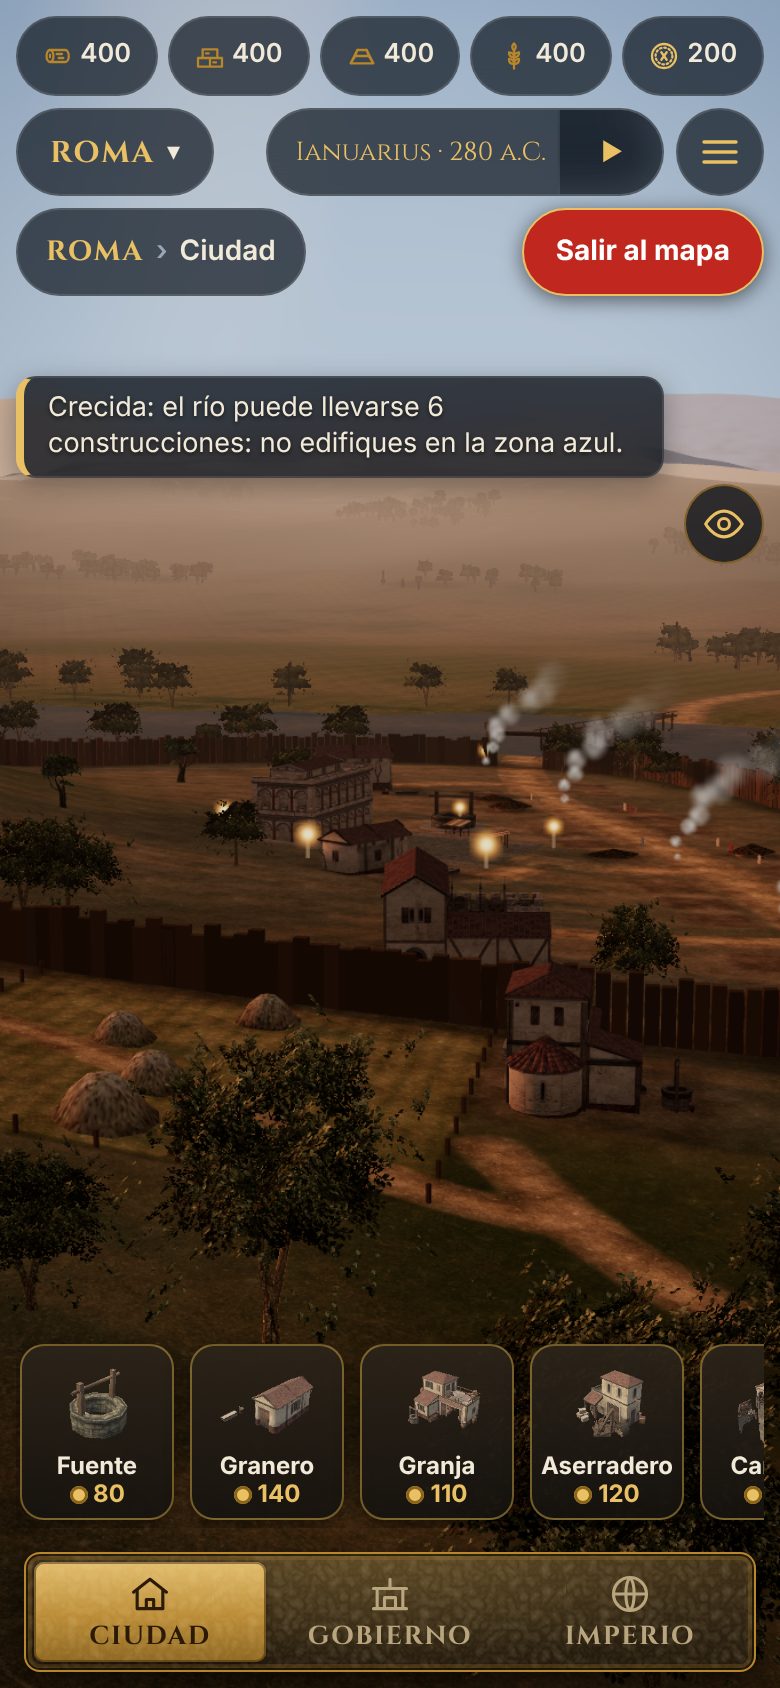 400 400 400 400 200
ROMA ▼ IANUARIUS · 280 A.C.
ROMA › Ciudad Salir al mapa
Crecida: el río puede llevarse 6
construcciones: no edifiques en la zona azul.
Fuente Granero Granja Aserradero
80 140 110 120
CIUDAD GOBIERNO IMPERIO